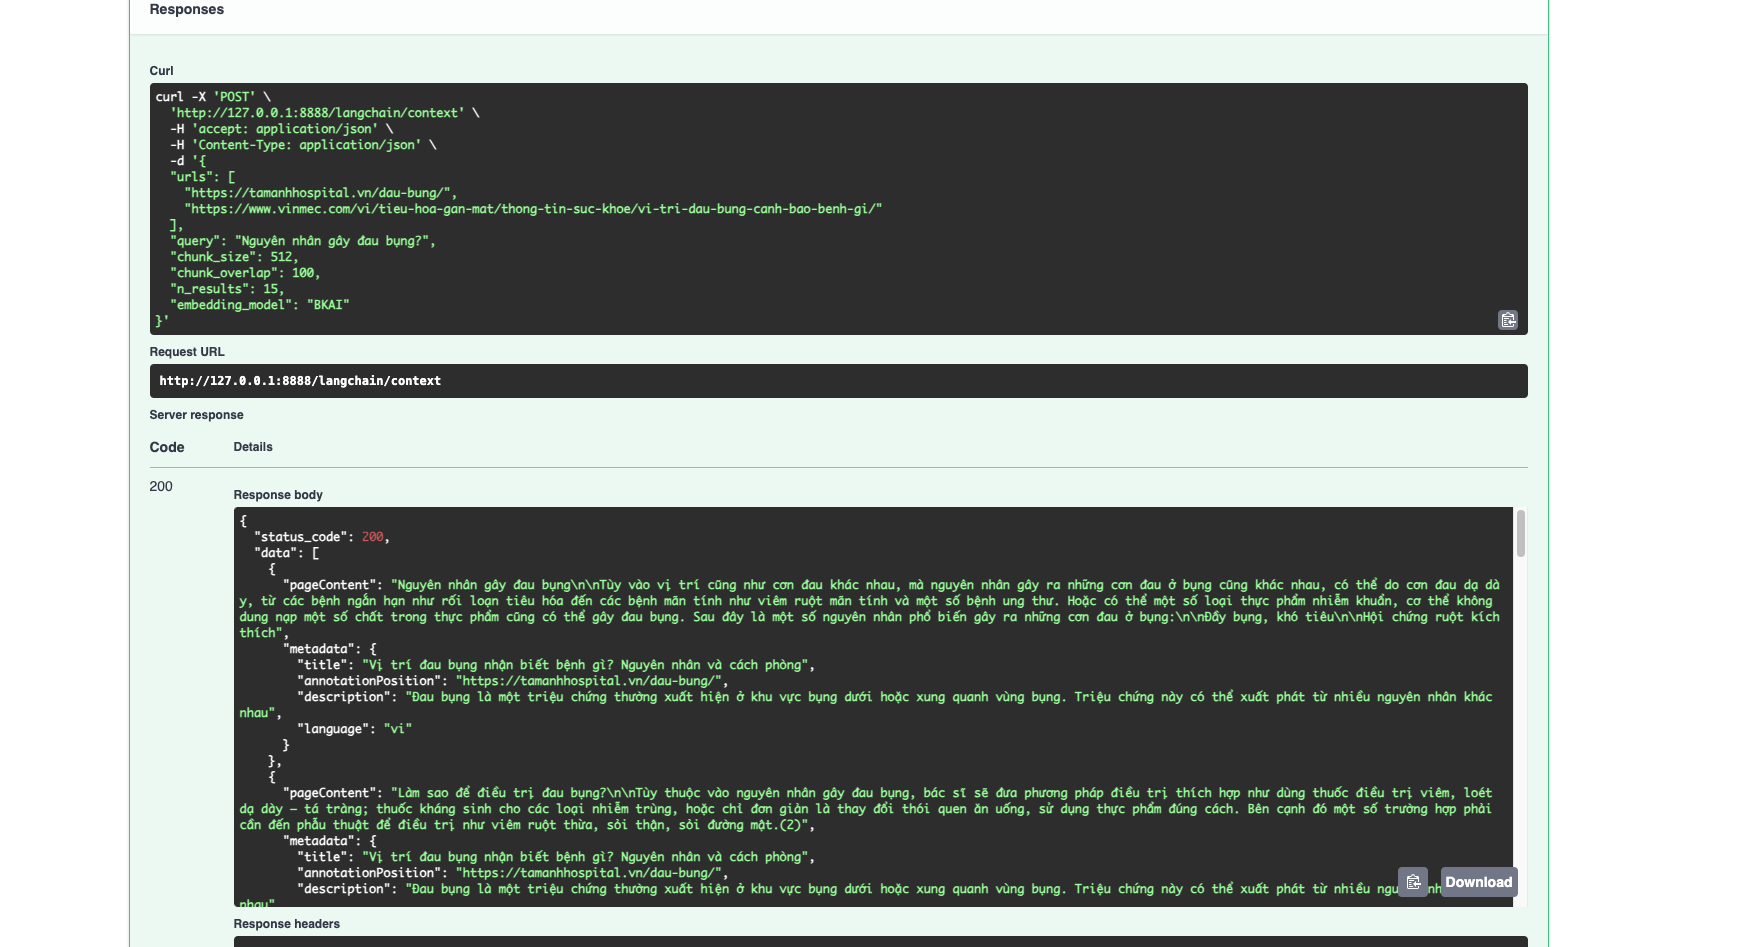 Responses
Curl
curl -X 'POST' \
'http://127.0.0.1:8888/langchain/context' \
-H 'accept: application/json' \
-H 'Content-Type: application/json' \
-d '{
"urls": [
"https://tamanhhospital.vn/dau-bung/",
"https://www.vinmec.com/vi/tieu-hoa-gan-mat/thong-tin-suc-khoe/vi-tri-dau-bung-canh-bao-benh-gi/"
],
"query": "Nguyên nhân gây đau bụng?",
"chunk_size": 512,
"chunk_overlap": 100,
"n_results": 15,
"embedding_model": "BKAI"
}'
Request URL
http://127.0.0.1:8888/langchain/context
Server response
Code Details
200
Response body
{
"status_code": 200,
"data": [
{
"pageContent": "Nguyên nhân gây đau bụng\n\nTùy vào vị trí cũng như cơn đau khác nhau, mà nguyên nhân gây ra những cơn đau ở bụng cũng khác nhau, có thể do cơn đau dạ dà
y, từ các bệnh ngắn hạn như rối loạn tiêu hóa đến các bệnh mãn tính như viêm ruột mãn tính và một số bệnh ung thư. Hoặc có thể một số loại thực phẩm nhiễm khuẩn, cơ thể không
dung nạp một số chất trong thực phẩm cũng có thể gây đau bụng. Sau đây là một số nguyên nhân phổ biến gây ra những cơn đau ở bụng:\n\nĐầy bụng, khó tiêu\n\nHội chứng ruột kích
thích",
"metadata": {
"title": "Vị trí đau bụng nhận biết bệnh gì? Nguyên nhân và cách phòng",
"annotationPosition": "https://tamanhhospital.vn/dau-bung/",
"description": "Đau bụng là một triệu chứng thường xuất hiện ở khu vực bụng dưới hoặc xung quanh vùng bụng. Triệu chứng này có thể xuất phát từ nhiều nguyên nhân khác
nhau",
"language": "vi"
}
},
{
"pageContent": "Làm sao để điều trị đau bụng?\n\nTùy thuộc vào nguyên nhân gây đau bụng, bác sĩ sẽ đưa phương pháp điều trị thích hợp như dùng thuốc điều trị viêm, loét
dạ dày – tá tràng; thuốc kháng sinh cho các loại nhiễm trùng, hoặc chỉ đơn giản là thay đổi thói quen ăn uống, sử dụng thực phẩm đúng cách. Bên cạnh đó một số trường hợp phải
cần đến phẫu thuật để điều trị như viêm ruột thừa, sỏi thận, sỏi đường mật.(2)",
"metadata": {
"title": "Vị trí đau bụng nhận biết bệnh gì? Nguyên nhân và cách phòng",
"annotationPosition": "https://tamanhhospital.vn/dau-bung/",
"description": "Đau bụng là một triệu chứng thường xuất hiện ở khu vực bụng dưới hoặc xung quanh vùng bụng. Triệu chứng này có thể xuất phát từ nhiều
nhau"
Download
Response headers